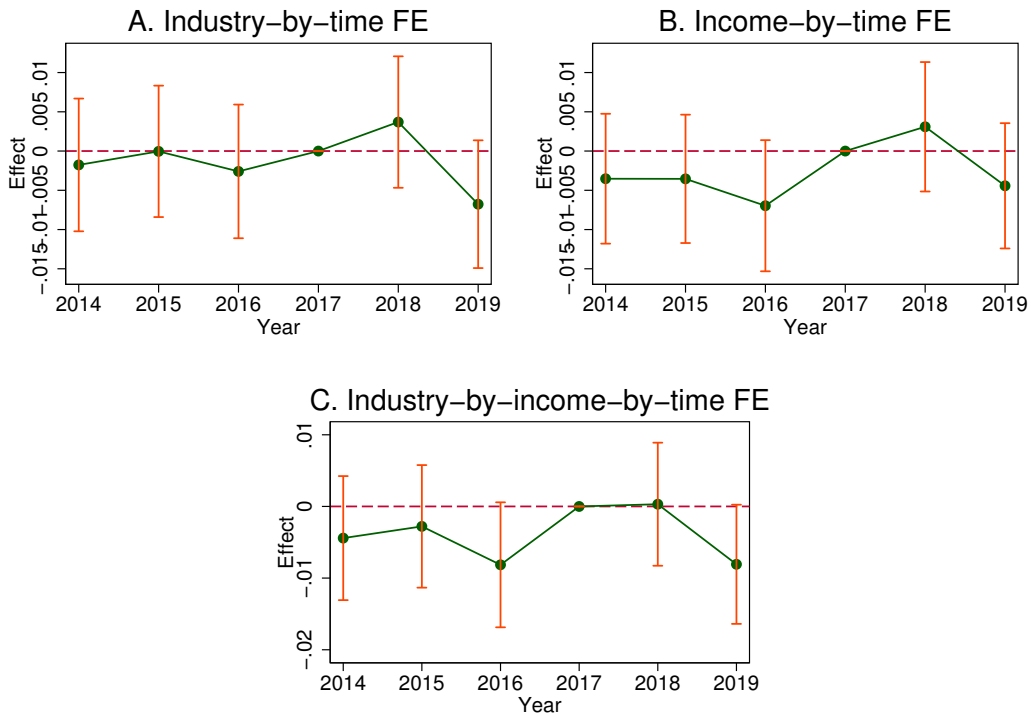 A. Industry−by−time FE
.01
.005
0
−.005
−.01
−.015
Effect
2014 2015 2016 2017 2018 2019
Year
B. Income−by−time FE
.01
.005
0
−.005
−.01
−.015
Effect
2014 2015 2016 2017 2018 2019
Year
C. Industry−by−income−by−time FE
.01
0
−.01
−.02
Effect
2014 2015 2016 2017 2018 2019
Year